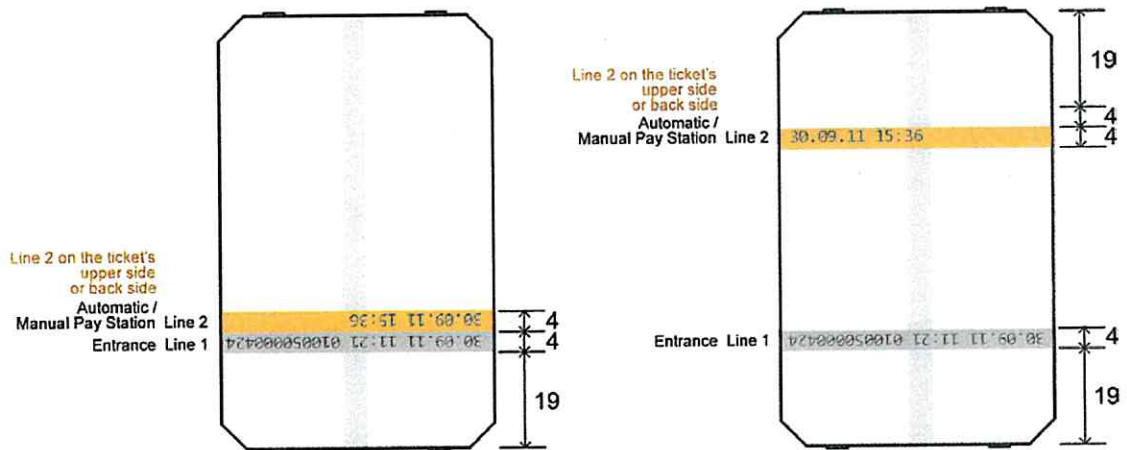 Line 2 on the ticket's
upper side
or back side
Automatic /
Manual Pay Station Line 2
30.09.11 15:36
Entrance Line 1
30.09.11 11:21 010050000424
4
4
19
Line 2 on the ticket's
upper side
or back side
Automatic /
Manual Pay Station Line 2
30.09.11 15:36
Entrance Line 1
30.09.11 11:21 010050000424
19
4
4
4
19